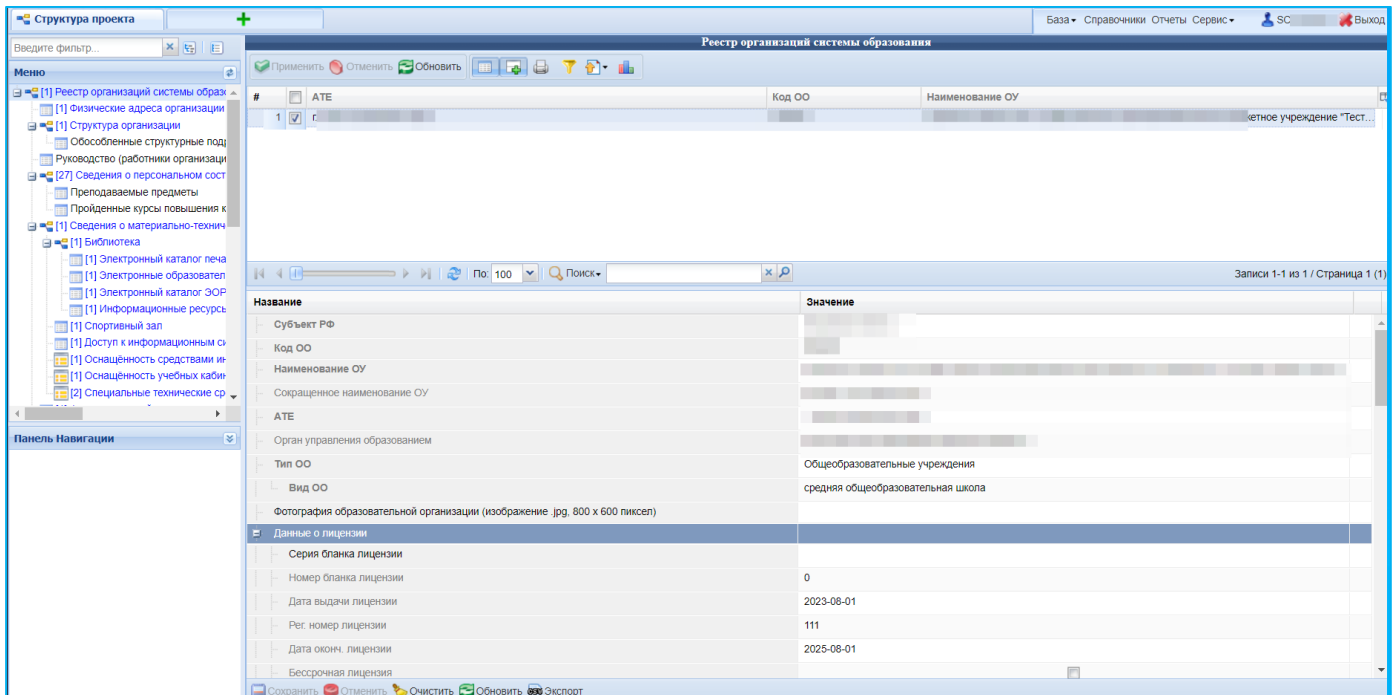 Структура проекта
База Справочники Отчеты Сервис SC Выход
Введите фильтр...
Реестр организаций системы образования
Меню
Применить Отменить Обновить
[1] Реестр организаций системы образо
[1] Физические адреса организации
[1] Структура организации
Обособленные структурные под
Руководство (работники организаци
[27] Сведения о персональном сост
Преподаваемые предметы
Пройденные курсы повышения к
[1] Сведения о материально-технич
[1] Библиотека
[1] Электронный каталог печа
[1] Электронные образовател
[1] Электронный каталог ЭОР
[1] Информационные ресурсы
[1] Спортивный зал
[1] Доступ к информационным си
[1] Оснащённость средствами ин
[1] Оснащённость учебных кабин
[2] Специальные технические ср
Панель Навигации
# АТЕ Код ОО Наименование ОУ
1 г. кетное учреждение "Тест...
По: 100 Поиск Записи 1-1 из 1 / Страница 1 (1)
Название Значение
Субъект РФ
Код ОО
Наименование ОУ
Сокращенное наименование ОУ
АТЕ
Орган управления образованием
Тип ОО Общеобразовательные учреждения
Вид ОО средняя общеобразовательная школа
Фотография образовательной организации (изображение .jpg, 800 x 600 пиксел)
Данные о лицензии
Серия бланка лицензии
Номер бланка лицензии 0
Дата выдачи лицензии 2023-08-01
Рег. номер лицензии 111
Дата оконч. лицензии 2025-08-01
Бессрочная лицензия
Сохранить Отменить Очистить Обновить Экспорт